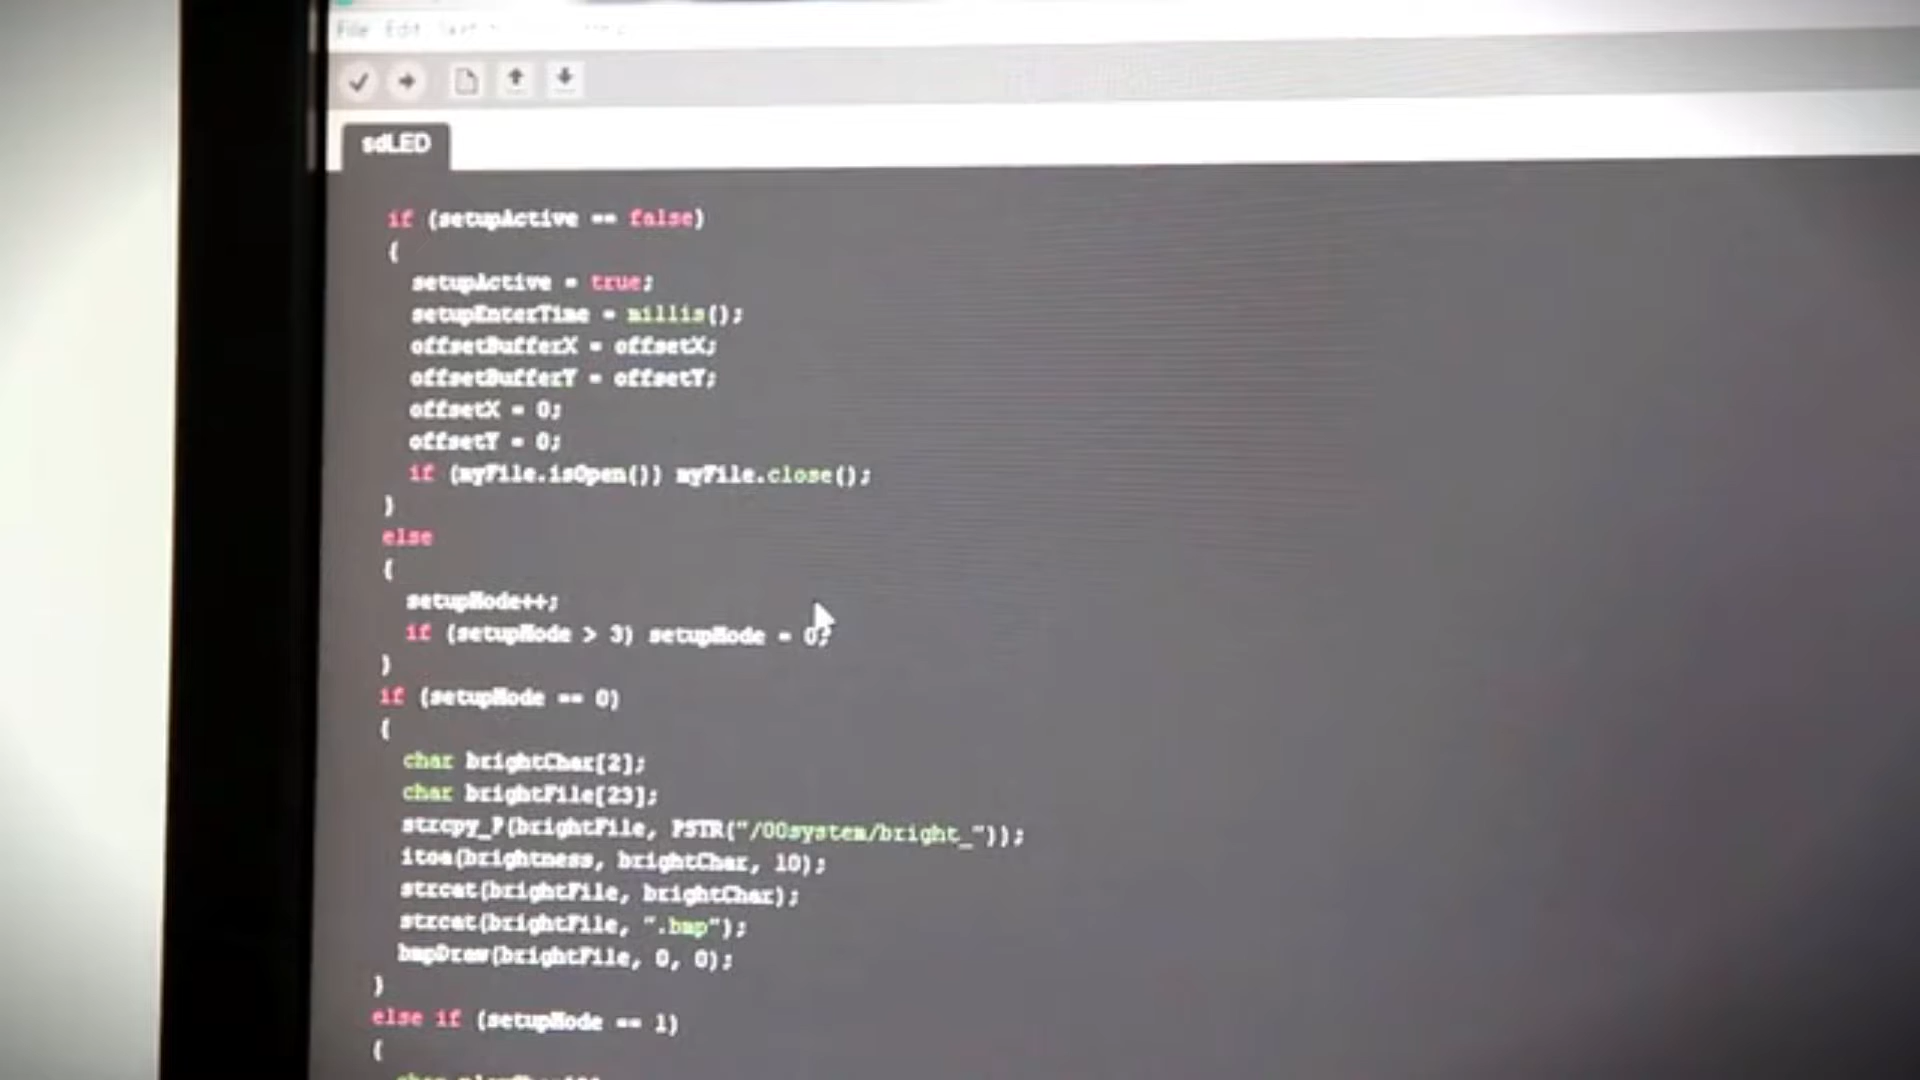 File Edit
sdLED
if (setupActive == false)
{
setupActive = true;
setupEnterTime = millis();
offsetBufferX = offsetX;
offsetBufferY = offsetY;
offsetX = 0;
offsetY = 0;
if (myFile.isOpen()) myFile.close();
}
else
{
setupMode++;
if (setupMode > 3) setupMode = 0;
}
if (setupMode == 0)
{
char brightChar[2];
char brightFile[23];
strcpy_P(brightFile, PSTR("/00system/bright_"));
itoa(brightness, brightChar, 10);
strcat(brightFile, brightChar);
strcat(brightFile, ".bmp");
bmpDraw(brightFile, 0, 0);
}
else if (setupMode == 1)
{
char